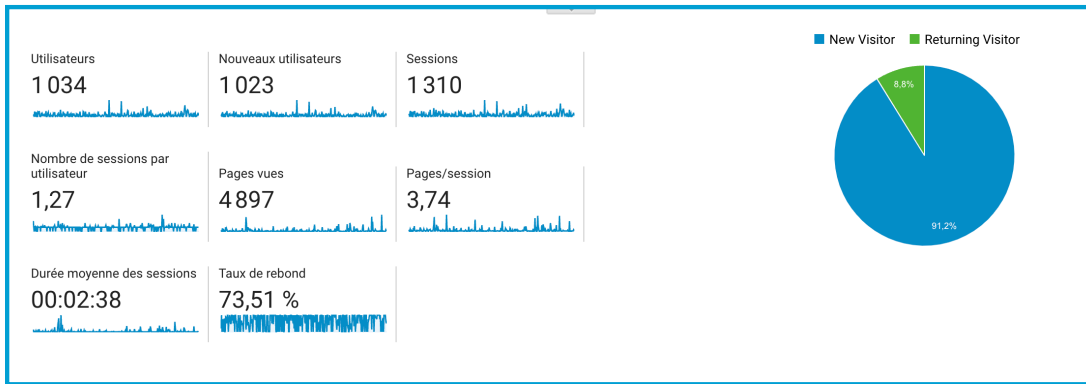 New Visitor
Returning Visitor
Utilisateurs
1 034
Nouveaux utilisateurs
1 023
Sessions
1 310
8,8%
91,2%
Nombre de sessions par
utilisateur
1,27
Pages vues
4 897
Pages/session
3,74
Durée moyenne des sessions
00:02:38
Taux de rebond
73,51 %